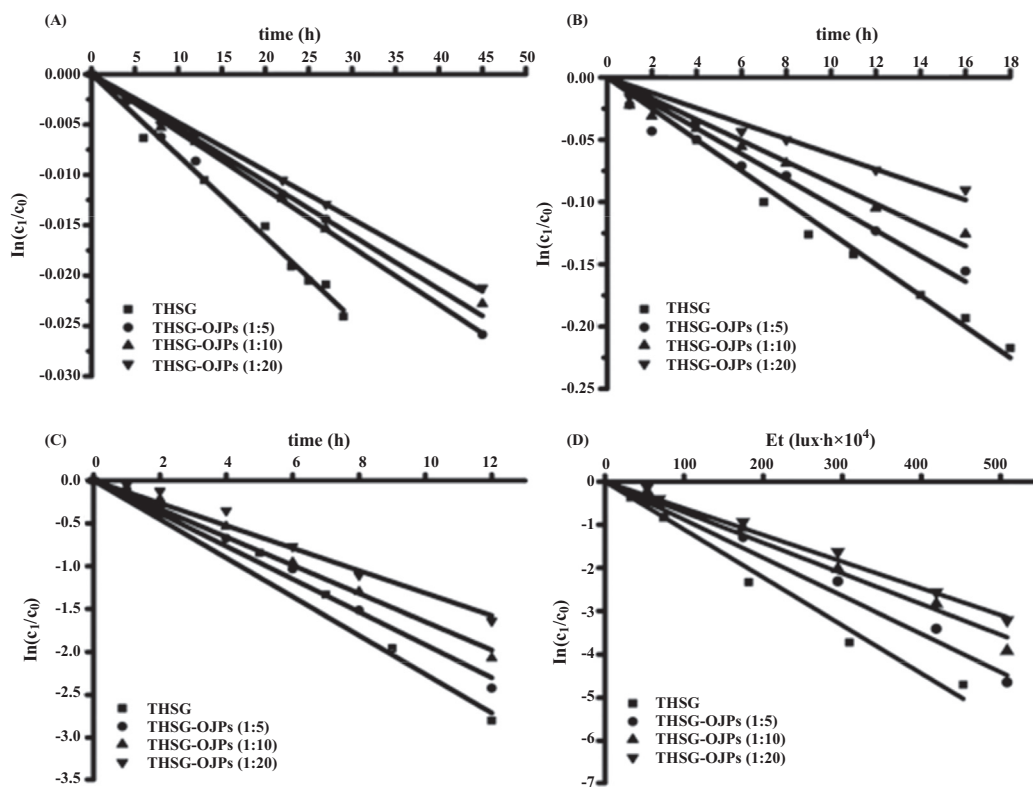 (A)
time (h)
0 5 10 15 20 25 30 35 40 45 50
0.000
-0.005
-0.010
-0.015
-0.020
-0.025
-0.030
In(c₁/c₀)
THSG
THSG-OJPs (1:5)
THSG-OJPs (1:10)
THSG-OJPs (1:20)
(B)
time (h)
0 2 4 6 8 10 12 14 16 18
0.00
-0.05
-0.10
-0.15
-0.20
-0.25
In(c₁/c₀)
THSG
THSG-OJPs (1:5)
THSG-OJPs (1:10)
THSG-OJPs (1:20)
(C)
time (h)
0 2 4 6 8 10 12
0.0
-0.5
-1.0
-1.5
-2.0
-2.5
-3.0
-3.5
In(c₁/c₀)
THSG
THSG-OJPs (1:5)
THSG-OJPs (1:10)
THSG-OJPs (1:20)
(D)
Et (lux·h×10⁴)
0 100 200 300 400 500
0
-1
-2
-3
-4
-5
-6
-7
In(c₁/c₀)
THSG
THSG-OJPs (1:5)
THSG-OJPs (1:10)
THSG-OJPs (1:20)